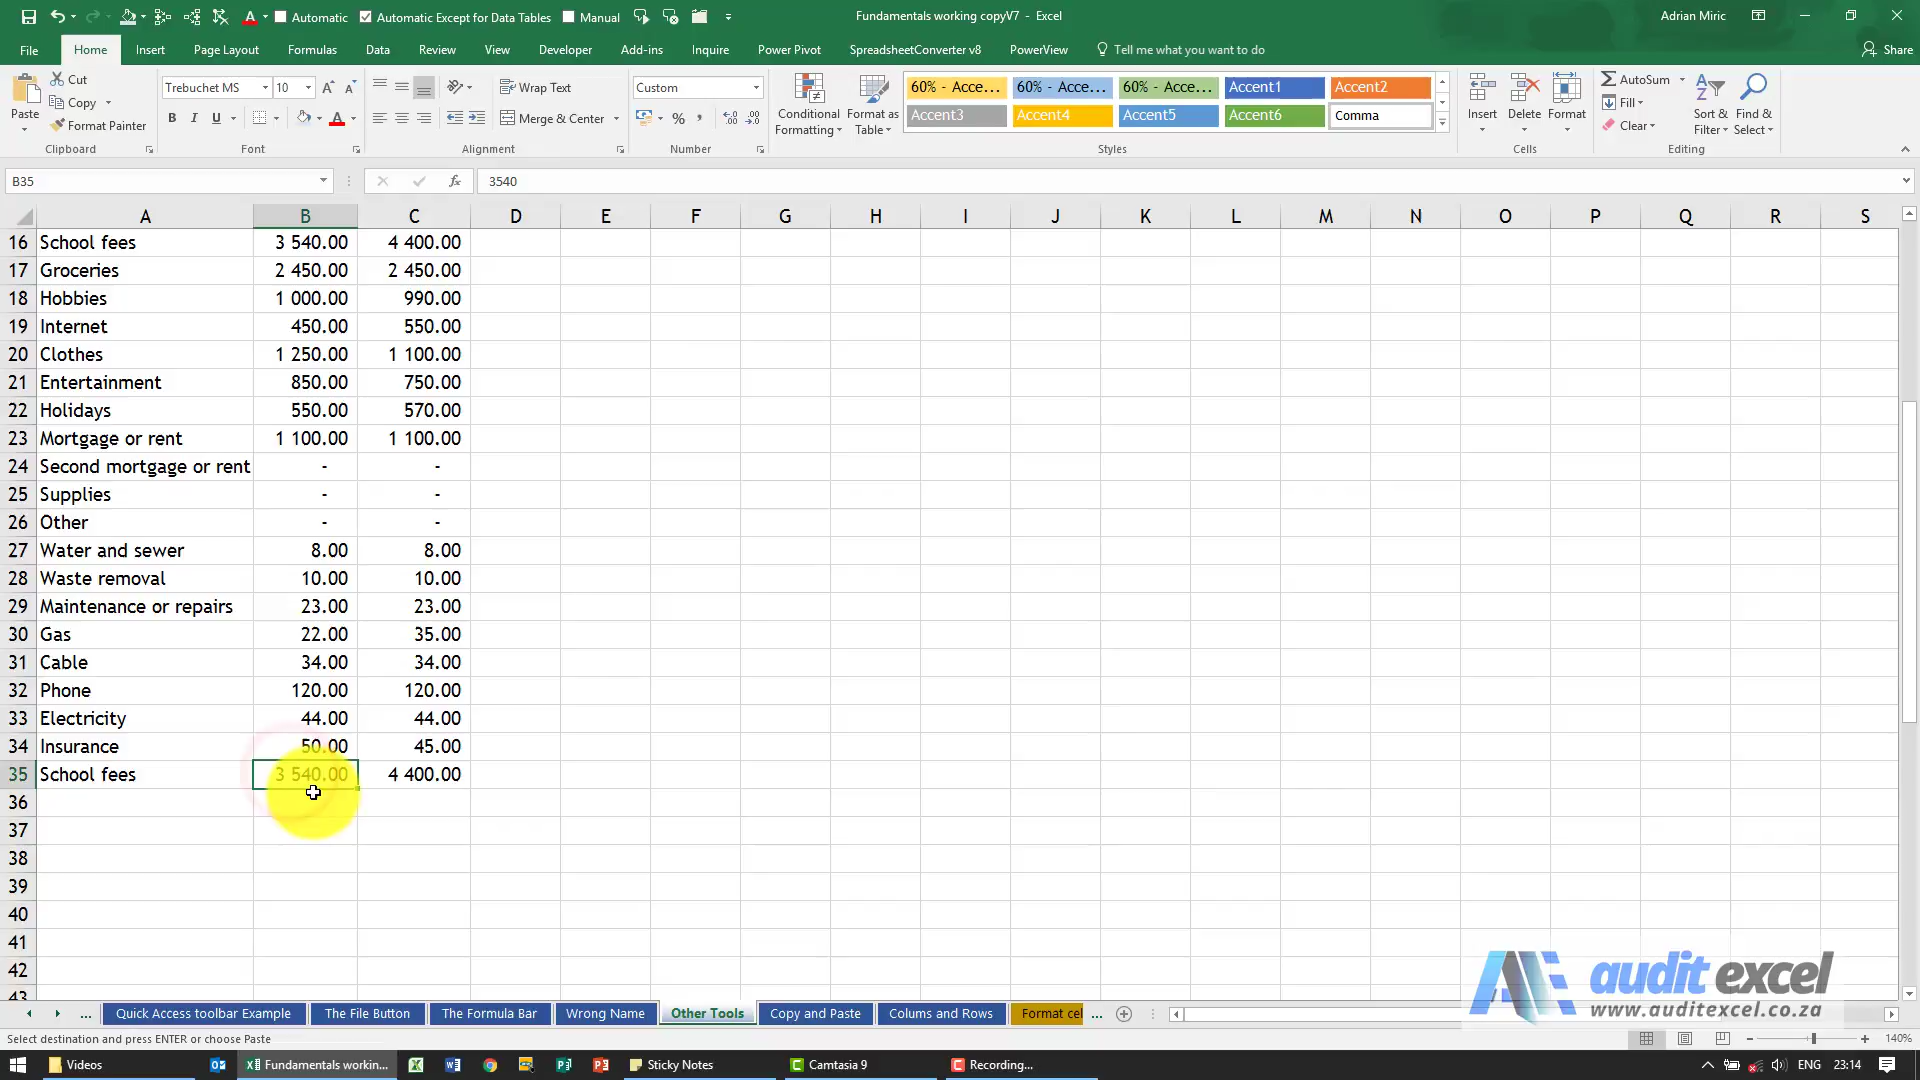 Automatic Automatic Except for Data Tables Manual Fundamentals working copyV7 - Excel Adrian Miric
File Home Insert Page Layout Formulas Data Review View Developer Add-ins Inquire Power Pivot SpreadsheetConverter v8 PowerView Tell me what you want to do Share
Paste Cut Copy Format Painter Clipboard
Trebuchet MS 10 B I U A Font
Wrap Text Merge & Center Alignment
Custom % Number
Conditional Formatting Format as Table
60% - Acce... 60% - Acce... 60% - Acce... Accent1 Accent2
Accent3 Accent4 Accent5 Accent6 Comma
Styles
Insert Delete Format Cells
AutoSum Fill Clear Sort & Filter Find & Select Editing
B35 fx 3540
A B C D E F G H I J K L M N O P Q R S
16 School fees 3 540.00 4 400.00
17 Groceries 2 450.00 2 450.00
18 Hobbies 1 000.00 990.00
19 Internet 450.00 550.00
20 Clothes 1 250.00 1 100.00
21 Entertainment 850.00 750.00
22 Holidays 550.00 570.00
23 Mortgage or rent 1 100.00 1 100.00
24 Second mortgage or rent - -
25 Supplies - -
26 Other - -
27 Water and sewer 8.00 8.00
28 Waste removal 10.00 10.00
29 Maintenance or repairs 23.00 23.00
30 Gas 22.00 35.00
31 Cable 34.00 34.00
32 Phone 120.00 120.00
33 Electricity 44.00 44.00
34 Insurance 50.00 45.00
35 School fees 3 540.00 4 400.00
36
37
38
39
40
41
42
43
audit excel
www.auditexcel.co.za
... Quick Access toolbar Example The File Button The Formula Bar Wrong Name Other Tools Copy and Paste Colums and Rows Format cel ...
Select destination and press ENTER or choose Paste 140%
Videos Fundamentals workin... Sticky Notes Camtasia 9 Recording... ENG 23:14